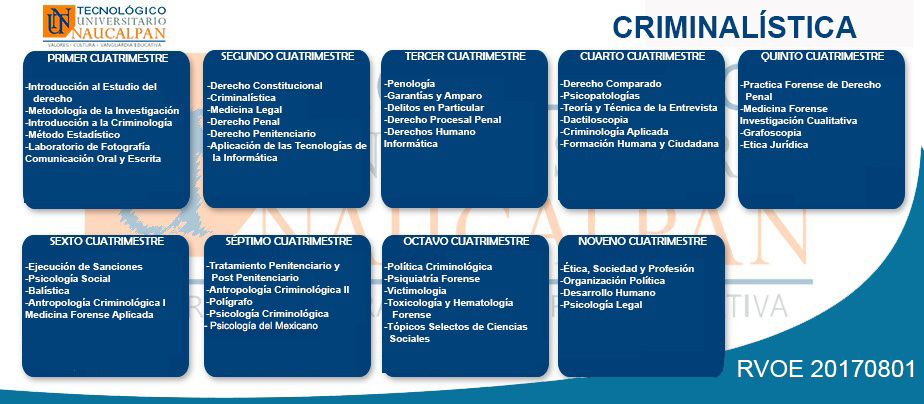 TECNOLÓGICO
UNIVERSITARIO
NAUCALPAN
VALORES - CULTURA - VANGUARDIA EDUCATIVA
CRIMINALÍSTICA
PRIMER CUATRIMESTRE
-Introducción al Estudio del
derecho
-Metodología de la Investigación
-Introducción a la Criminología
-Método Estadístico
-Laboratorio de Fotografía
Comunicación Oral y Escrita
SEGUNDO CUATRIMESTRE
-Derecho Constitucional
-Criminalística
-Medicina Legal
-Derecho Penal
-Derecho Penitenciario
-Aplicación de las Tecnologías de
la Informática
TERCER CUATRIMESTRE
-Penología
-Garantías y Amparo
-Delitos en Particular
-Derecho Procesal Penal
-Derechos Humano
Informática
CUARTO CUATRIMESTRE
-Derecho Comparado
-Psicopatologías
-Teoría y Técnica de la Entrevista
-Dactiloscopia
-Criminología Aplicada
-Formación Humana y Ciudadana
QUINTO CUATRIMESTRE
-Practica Forense de Derecho
Penal
-Medicina Forense
Investigación Cualitativa
-Grafoscopia
-Etica Jurídica
SEXTO CUATRIMESTRE
-Ejecución de Sanciones
-Psicología Social
-Balística
-Antropología Criminológica I
Medicina Forense Aplicada
SÉPTIMO CUATRIMESTRE
-Tratamiento Penitenciario y
Post Penitenciario
-Antropología Criminológica II
-Polígrafo
-Psicología Criminológica
- Psicología del Mexicano
OCTAVO CUATRIMESTRE
-Política Criminológica
-Psiquiatría Forense
-Victimologia
-Toxicología y Hematología
Forense
-Tópicos Selectos de Ciencias
Sociales
NOVENO CUATRIMESTRE
-Ética, Sociedad y Profesión
-Organización Política
-Desarrollo Humano
-Psicología Legal
RVOE 20170801